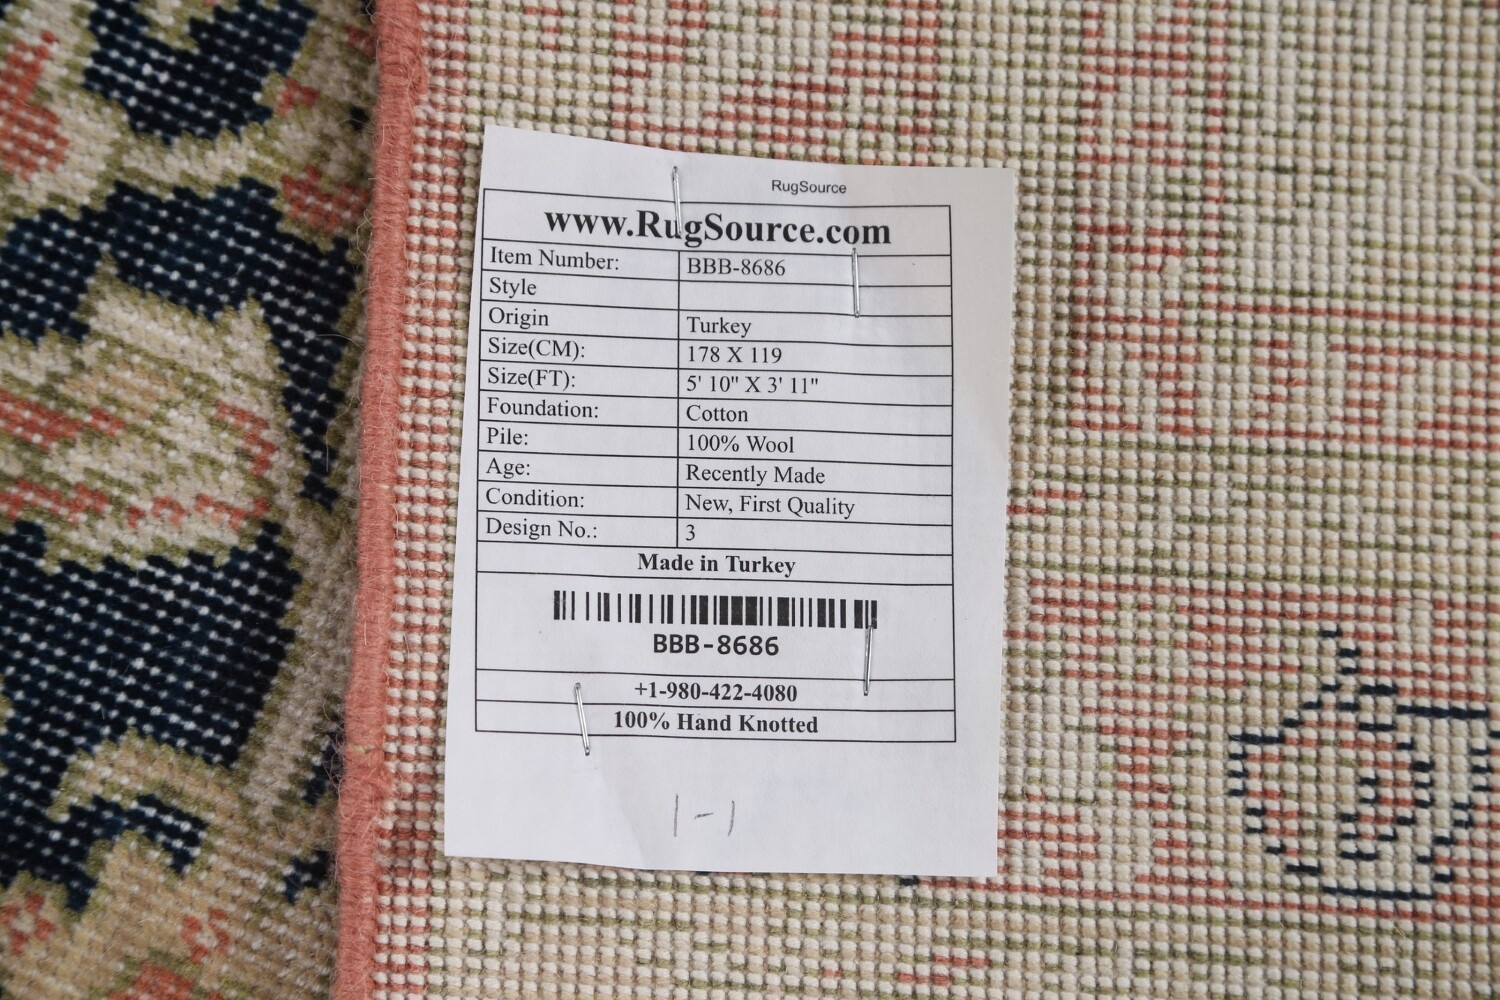 RugSource
www.RugSource.com
Item Number: BBB-8686
Style
Origin Turkey
Size(CM): 178 X 119
Size(FT): 5' 10" X 3' 11"
Foundation: Cotton
Pile: 100% Wool
Age: Recently Made
Condition: New, First Quality
Design No.: 3
Made in Turkey
BBB-8686
+1-980-422-4080
100% Hand Knotted
1-1